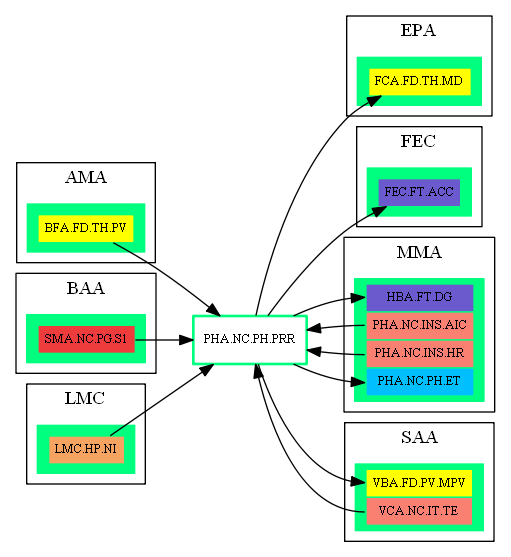 EPA
FCA.FD.TH.MD
FEC
FEC.FT.ACC
AMA
BFA.FD.TH.PV
MMA
HBA.FT.DG
PHA.NC.INS.AIC
PHA.NC.INS.HR
PHA.NC.PH.ET
BAA
SMA.NC.PG.S1
PHA.NC.PH.PRR
LMC
LMC.HP.NI
SAA
VBA.FD.PV.MPV
VCA.NC.IT.TE